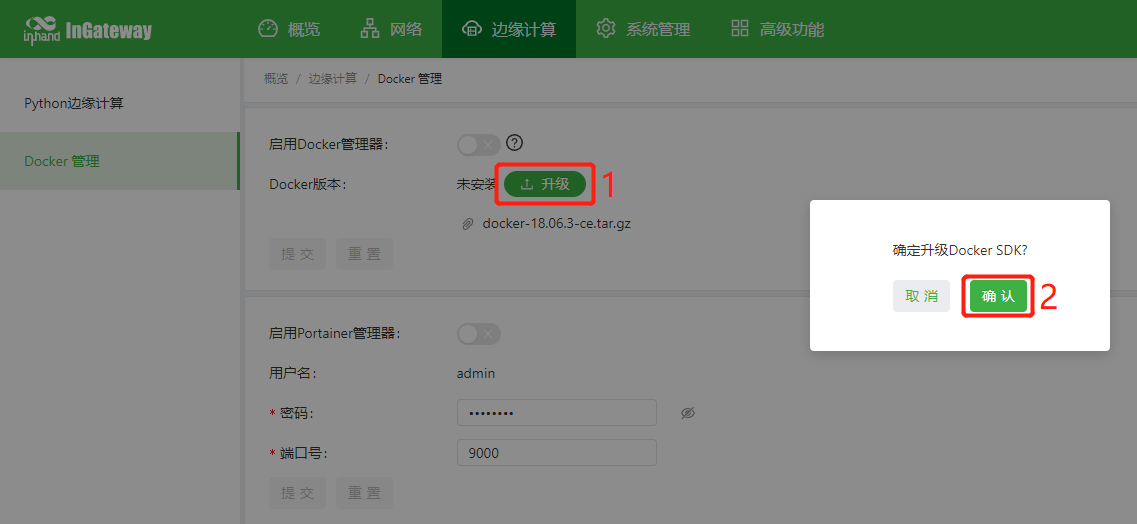 inhand InGateway 概览 网络 边缘计算 系统管理 高级功能
概览 / 边缘计算 / Docker 管理
Python边缘计算
Docker 管理
启用Docker管理器:
Docker版本: 未安装 升级 1
docker-18.06.3-ce.tar.gz
提 交 重 置
确定升级Docker SDK?
取 消 确 认 2
启用Portainer管理器:
用户名: admin
* 密码: ••••••••
* 端口号: 9000
提 交 重 置